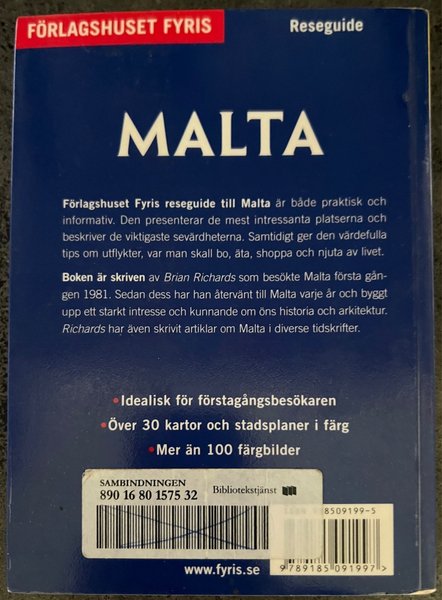 FÖRLAGSHUSET FYRIS
Reseguide
MALTA
Förlagshuset Fyris reseguide till Malta är både praktisk och
informativ. Den presenterar de mest intressanta platserna och
beskriver de viktigaste sevärdheterna. Samtidigt ger den värdefulla
tips om utflykter, var man skall bo, äta, shoppa och njuta av livet.
Boken är skriven av Brian Richards som besökte Malta första gån-
gen 1981. Sedan dess har han återvänt till Malta varje år och byggt
upp ett starkt intresse och kunnande om öns historia och arkitektur.
Richards har även skrivit artiklar om Malta i diverse tidskrifter.
•Idealisk för förstagångsbesökaren
•Över 30 kartor och stadsplaner i färg
•Mer än 100 färgbilder
SAMBINDNINGEN
890 16 80 1575 32
Bibliotekstjänst
8509199-5
9 789185 091997 >
www.fyris.se